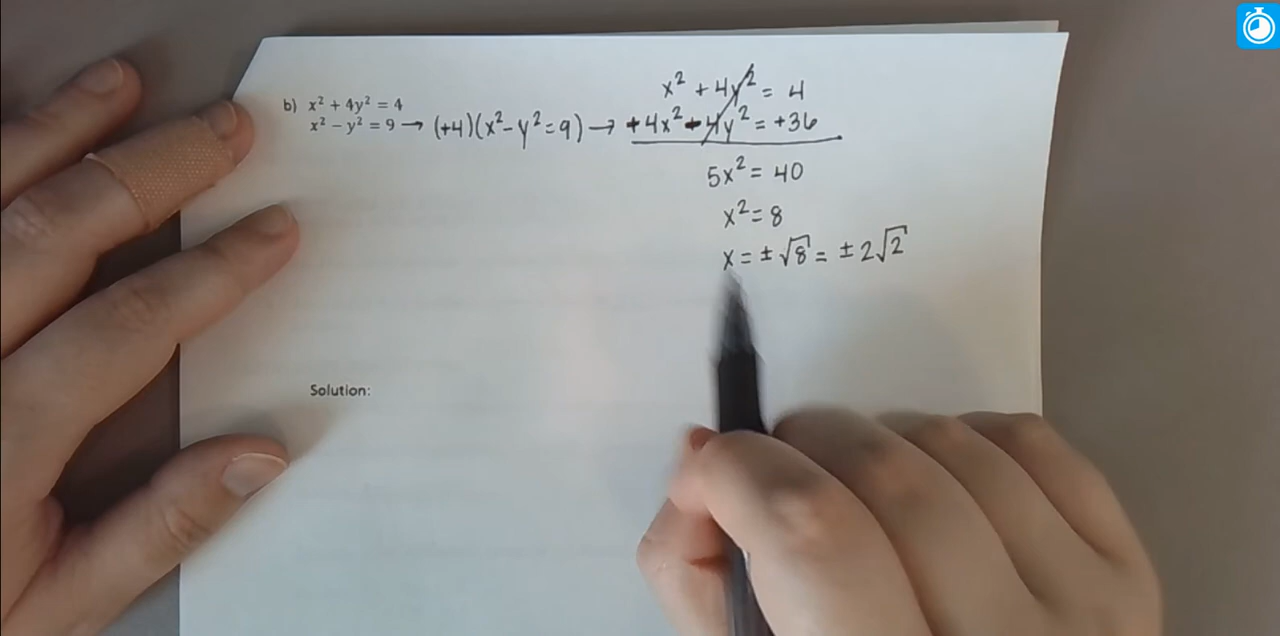 b) x² + 4y² = 4
x² − y² = 9 → (+4)(x² − y² = 9) →
x² + 4y² = 4
+4x² − 4y² = +36
5x² = 40
x² = 8
x = ± √8 = ± 2√2
Solution: